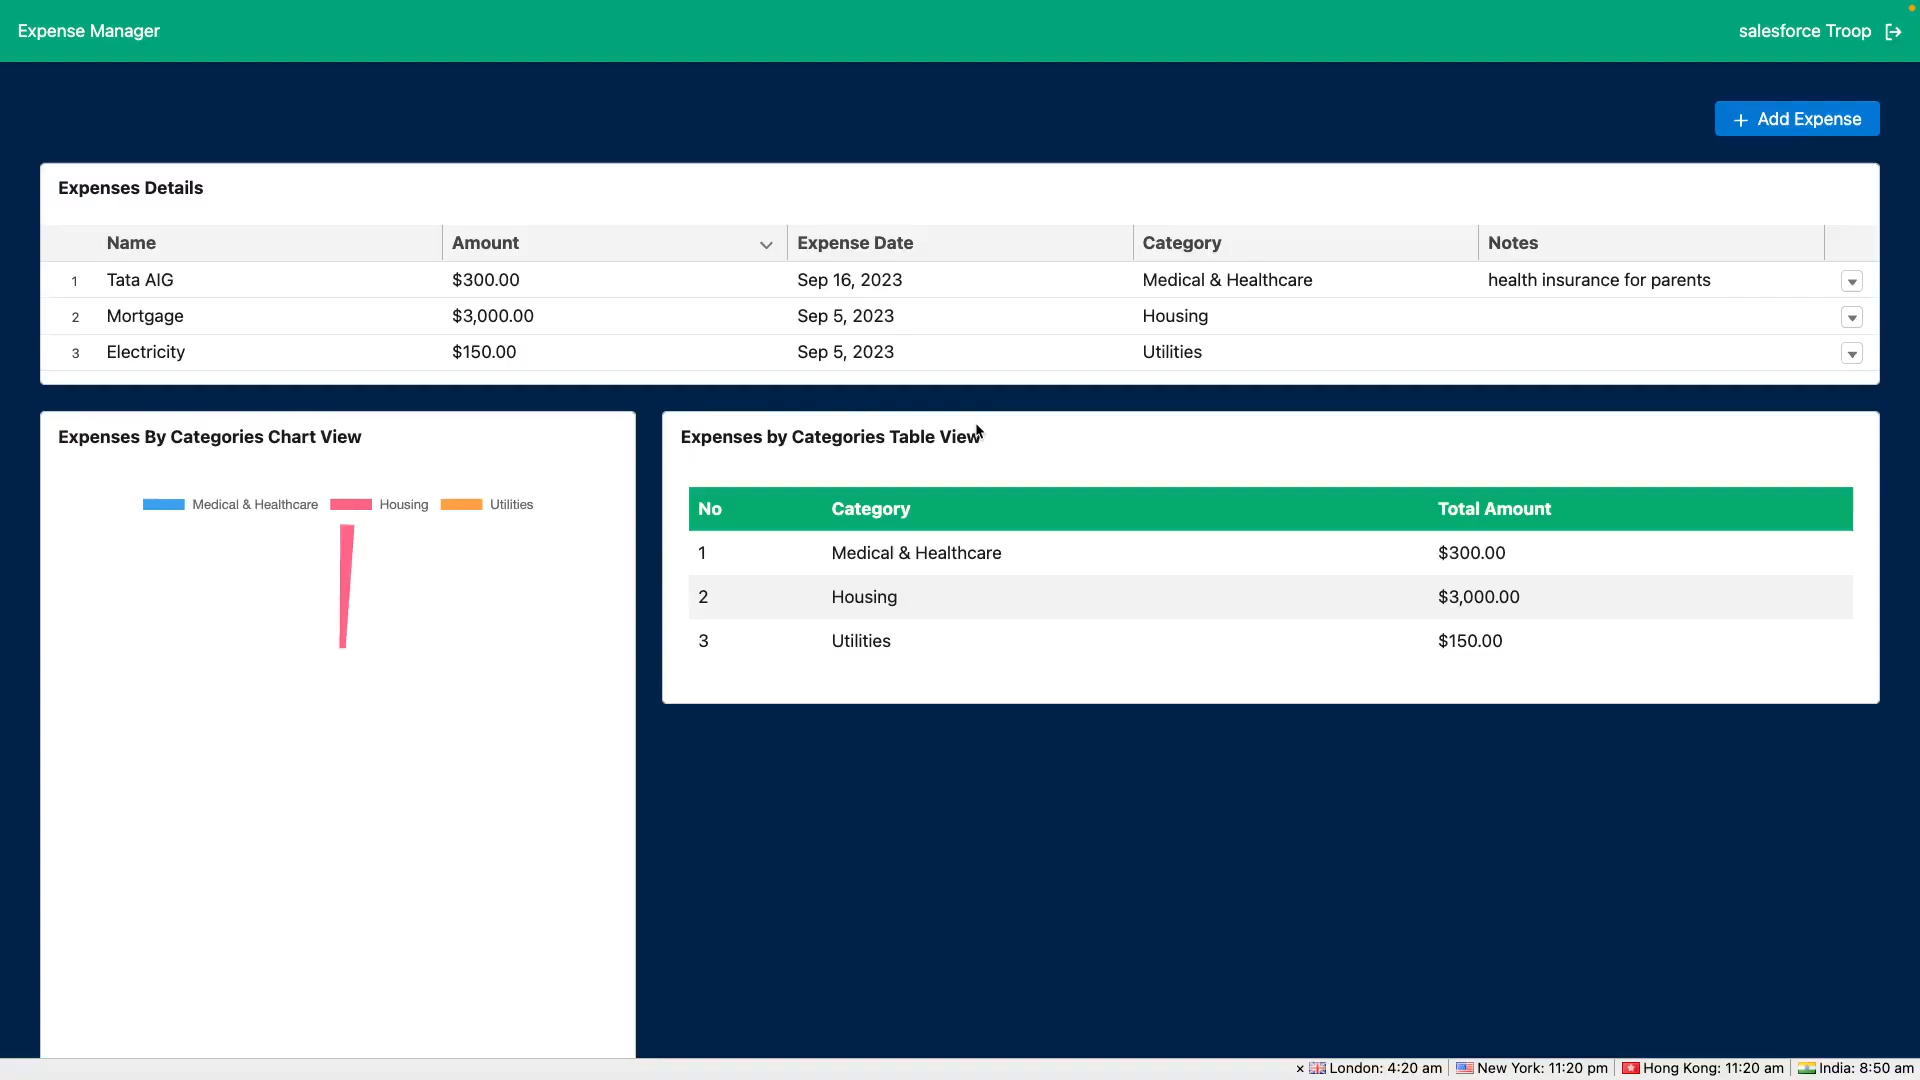 Expense Manager salesforce Troop
+ Add Expense
Expenses Details
Name Amount Expense Date Category Notes
1 Tata AIG $300.00 Sep 16, 2023 Medical & Healthcare health insurance for parents
2 Mortgage $3,000.00 Sep 5, 2023 Housing
3 Electricity $150.00 Sep 5, 2023 Utilities
Expenses By Categories Chart View
Medical & Healthcare Housing Utilities
Expenses by Categories Table View
No Category Total Amount
1 Medical & Healthcare $300.00
2 Housing $3,000.00
3 Utilities $150.00
× London: 4:20 am New York: 11:20 pm Hong Kong: 11:20 am India: 8:50 am